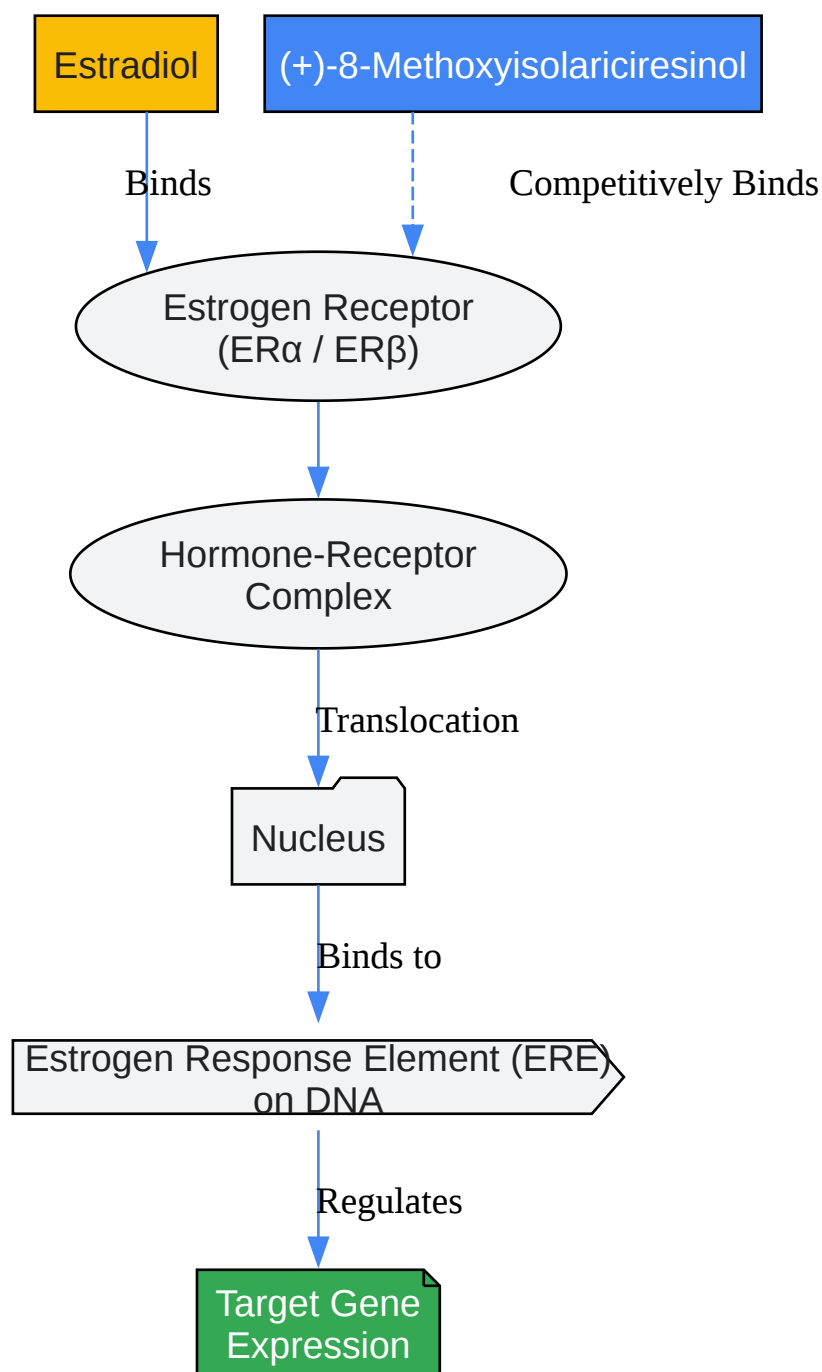 Estradiol
(+)-8-Methoxyisolariciresinol
Binds
Competitively Binds
Estrogen Receptor
(ERα / ERβ)
Hormone-Receptor
Complex
Translocation
Nucleus
Binds to
Estrogen Response Element (ERE)
on DNA
Regulates
Target Gene
Expression